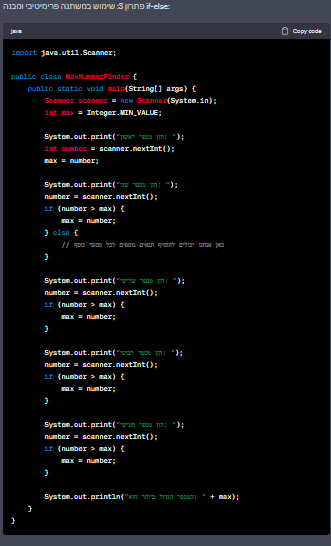 פתרון 3: שימוש במשתנה פרימיטיבי ומבנה if-else:
java
Copy code
import java.util.Scanner;
public class MaxNumberFinder {
public static void main(String[] args) {
Scanner scanner = new Scanner(System.in);
int max = Integer.MIN_VALUE;
System.out.print("הזן מספר ראשון: ");
int number = scanner.nextInt();
max = number;
System.out.print("הזן מספר שני: ");
number = scanner.nextInt();
if (number > max) {
max = number;
} else {
// כאן אנחנו יכולים להוסיף תנאים נוספים לכל מספר נוסף
}
System.out.print("הזן מספר שלישי: ");
number = scanner.nextInt();
if (number > max) {
max = number;
}
System.out.print("הזן מספר רביעי: ");
number = scanner.nextInt();
if (number > max) {
max = number;
}
System.out.print("הזן מספר חמישי: ");
number = scanner.nextInt();
if (number > max) {
max = number;
}
System.out.println("המספר הגדול ביותר הוא: " + max);
}
}